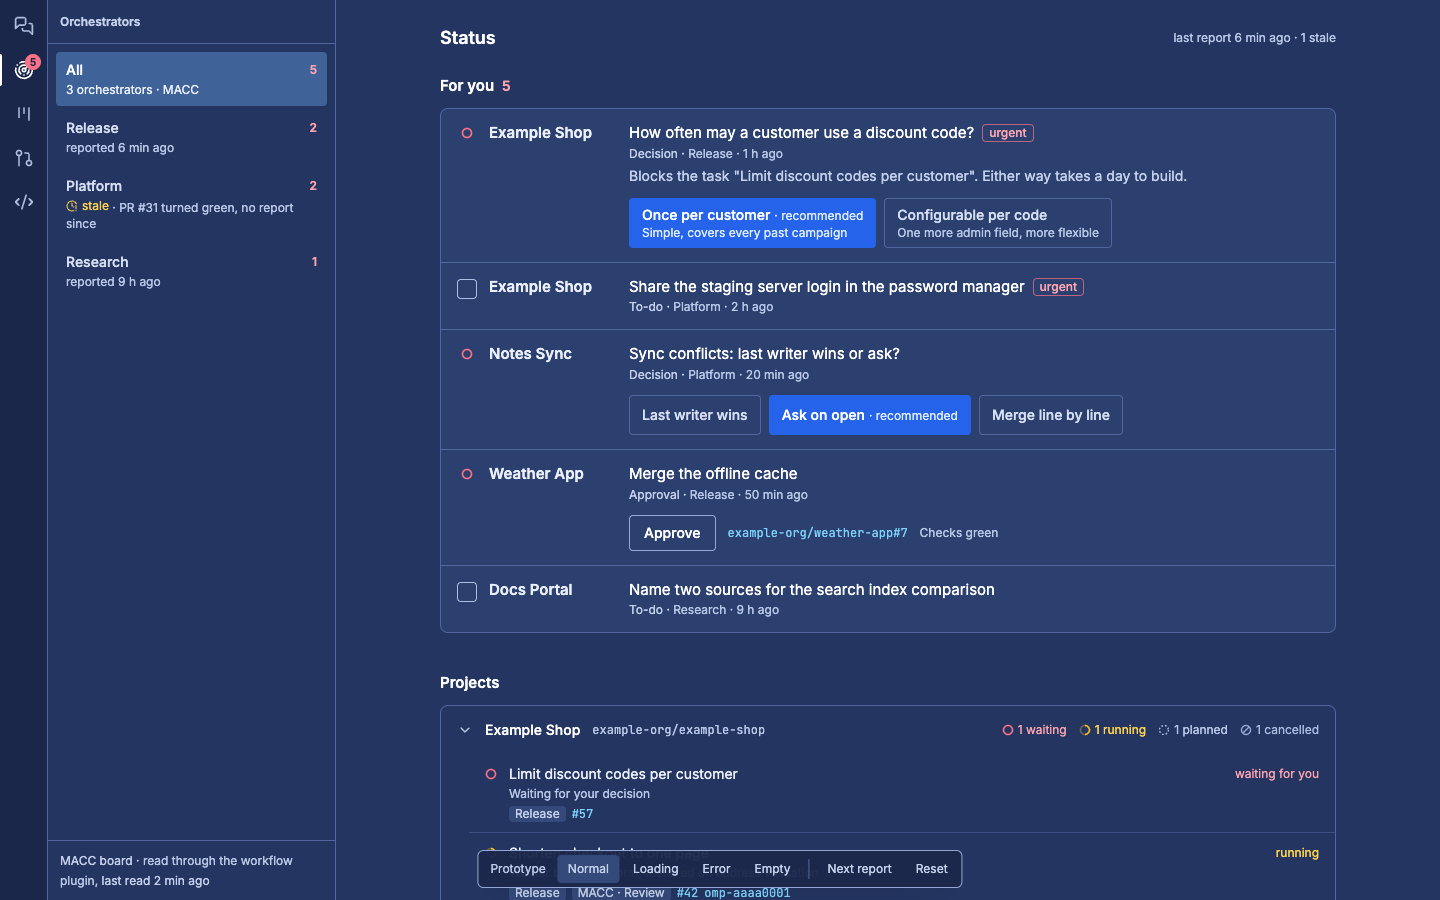 5
Orchestrators
All 5
3 orchestrators · MACC
Release 2
reported 6 min ago
Platform 2
stale · PR #31 turned green, no report
since
Research 1
reported 9 h ago
MACC board · read through the workflow
plugin, last read 2 min ago
Status
last report 6 min ago · 1 stale
For you 5
Example Shop
How often may a customer use a discount code? urgent
Decision · Release · 1 h ago
Blocks the task "Limit discount codes per customer". Either way takes a day to build.
Once per customer · recommended
Simple, covers every past campaign
Configurable per code
One more admin field, more flexible
Example Shop
Share the staging server login in the password manager urgent
To-do · Platform · 2 h ago
Notes Sync
Sync conflicts: last writer wins or ask?
Decision · Platform · 20 min ago
Last writer wins
Ask on open · recommended
Merge line by line
Weather App
Merge the offline cache
Approval · Release · 50 min ago
Approve example-org/weather-app#7 Checks green
Docs Portal
Name two sources for the search index comparison
To-do · Research · 9 h ago
Projects
Example Shop example-org/example-shop
1 waiting 1 running 1 planned 1 cancelled
Limit discount codes per customer
waiting for you
Waiting for your decision
Release #57
running
Prototype Normal Loading Error Empty Next report Reset
Release MACC · Review #42 omp-aaaa0001